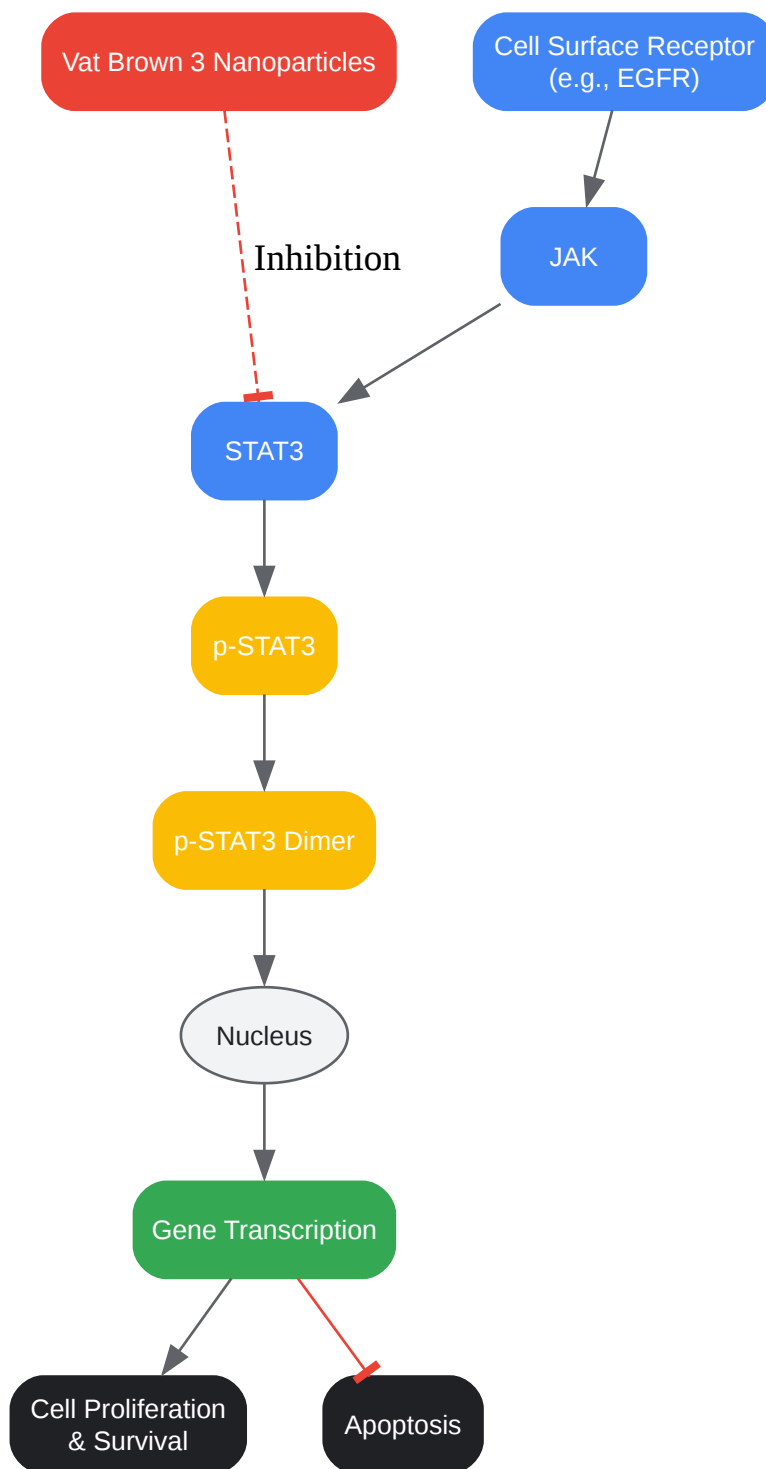 Vat Brown 3 Nanoparticles
Cell Surface Receptor
(e.g., EGFR)
JAK
Inhibition
STAT3
p-STAT3
p-STAT3 Dimer
Nucleus
Gene Transcription
Cell Proliferation
& Survival
Apoptosis